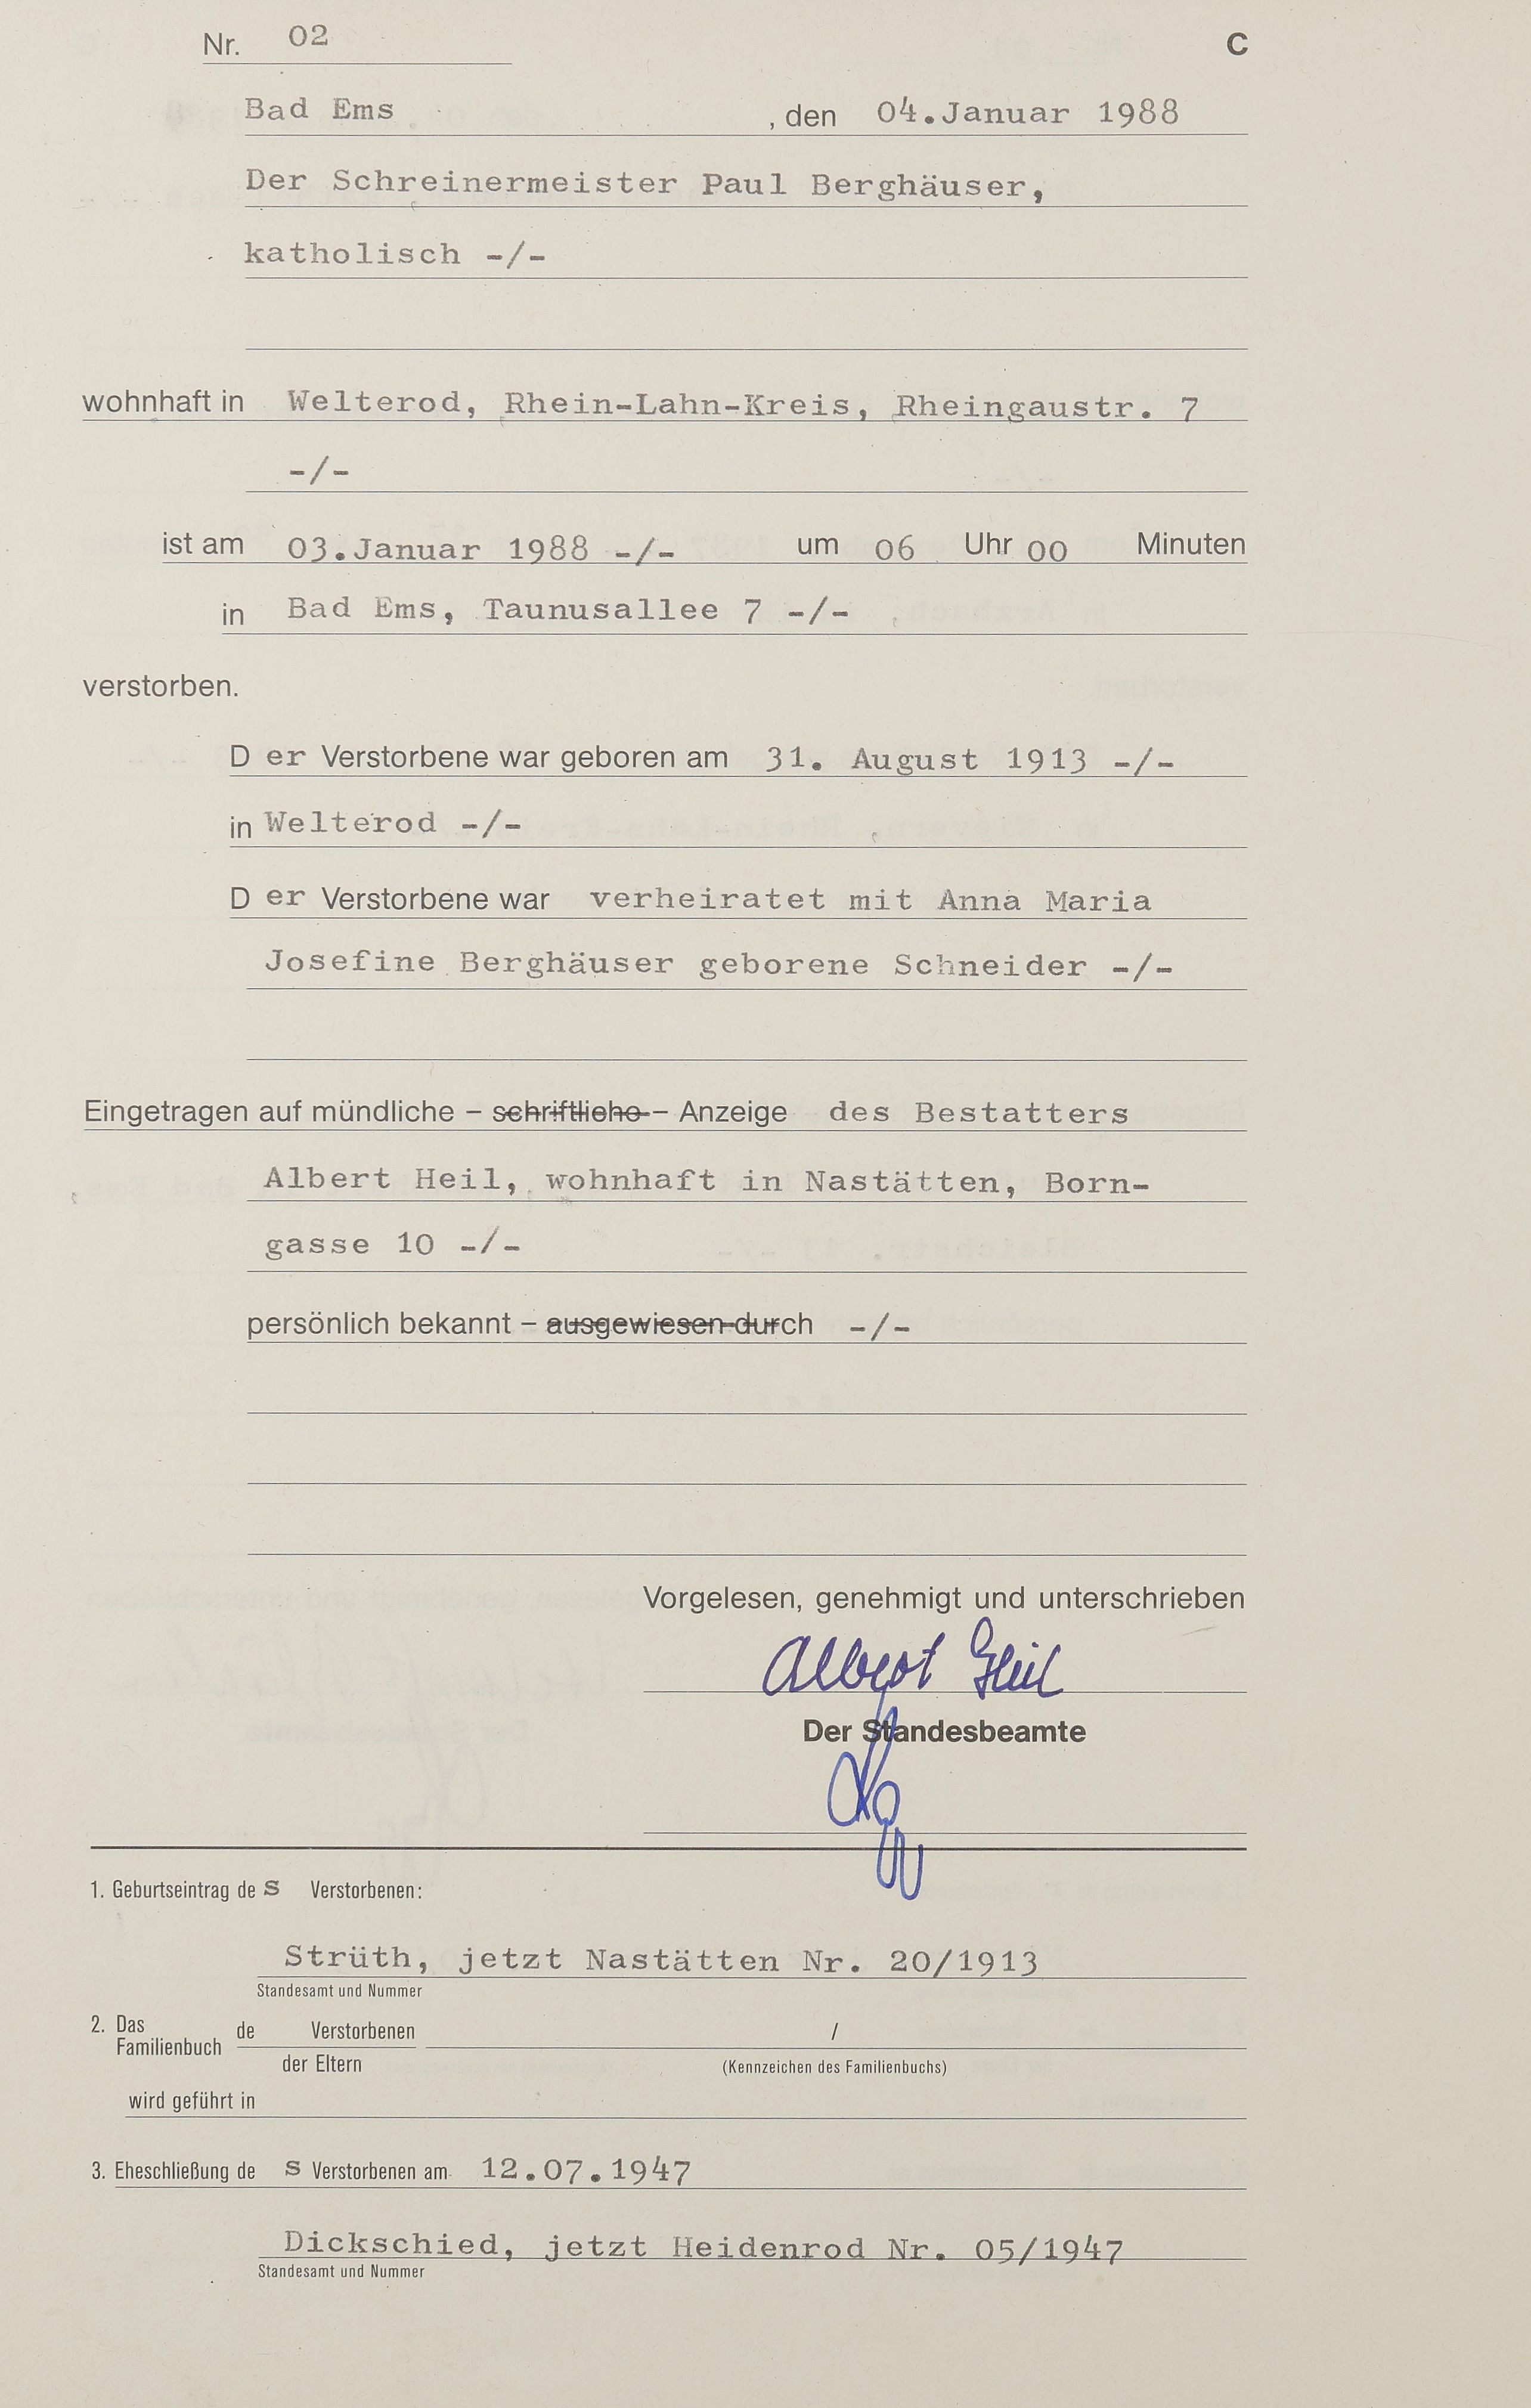 Nr. 02 C
Bad Ems , den 04.Januar 1988
Der Schreinermeister Paul Berghäuser,
katholisch -/-
wohnhaft in Welterod, Rhein-Lahn-Kreis, Rheingaustr. 7
-/-
ist am 03.Januar 1988 -/- um 06 Uhr 00 Minuten
in Bad Ems, Taunusallee 7 -/-
verstorben.
D er Verstorbene war geboren am 31. August 1913 -/-
in Welterod -/-
D er Verstorbene war verheiratet mit Anna Maria
Josefine Berghäuser geborene Schneider -/-
Eingetragen auf mündliche – schriftliche – Anzeige des Bestatters
Albert Heil, wohnhaft in Nastätten, Born-
gasse 10 -/-
persönlich bekannt – ausgewiesen durch -/-
Vorgelesen, genehmigt und unterschrieben
Albert Heil
Der Standesbeamte
1. Geburtseintrag de s Verstorbenen:
Strüth, jetzt Nastätten Nr. 20/1913
Standesamt und Nummer
2. Das Familienbuch de Verstorbenen /
der Eltern (Kennzeichen des Familienbuchs)
wird geführt in
3. Eheschließung de s Verstorbenen am 12.07.1947
Dickschied, jetzt Heidenrod Nr. 05/1947
Standesamt und Nummer